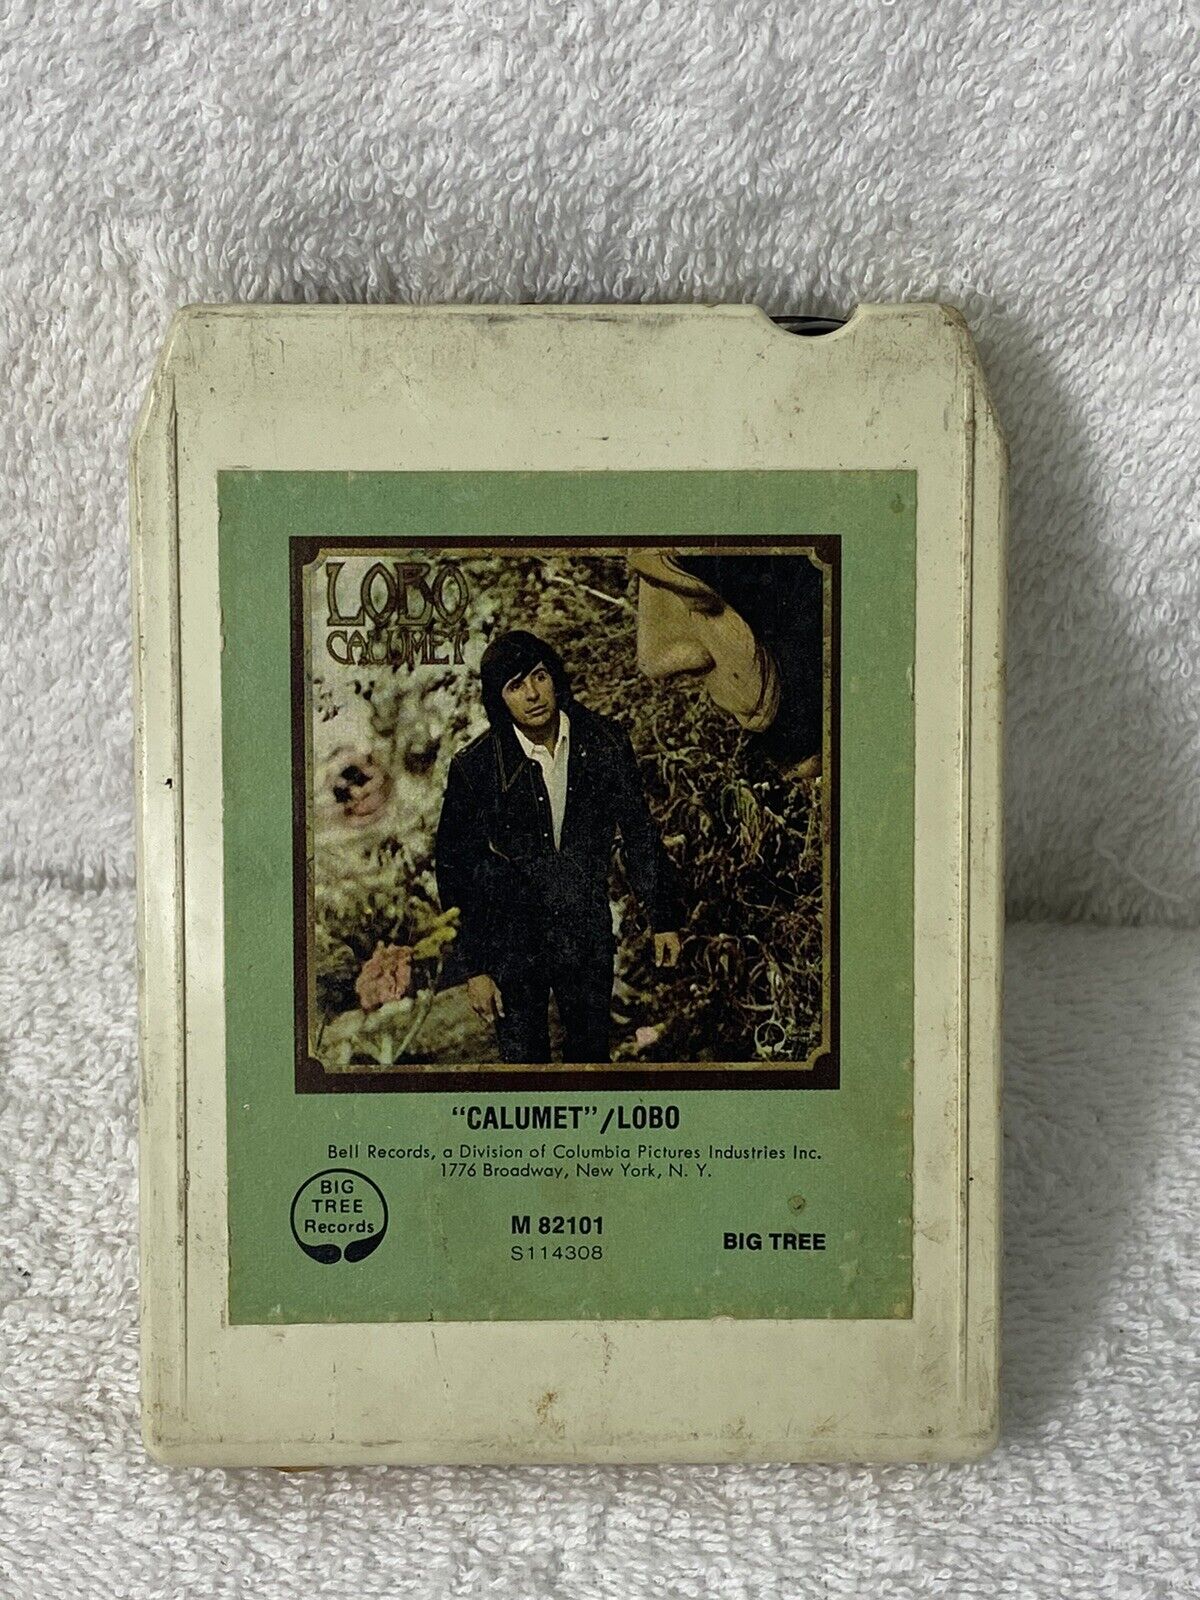 LOBO
CALUMET
"CALUMET"/LOBO
Bell Records, a Division of Columbia Pictures Industries Inc.
1776 Broadway, New York, N. Y.
BIG
TREE
Records
M 82101
S114308
BIG TREE